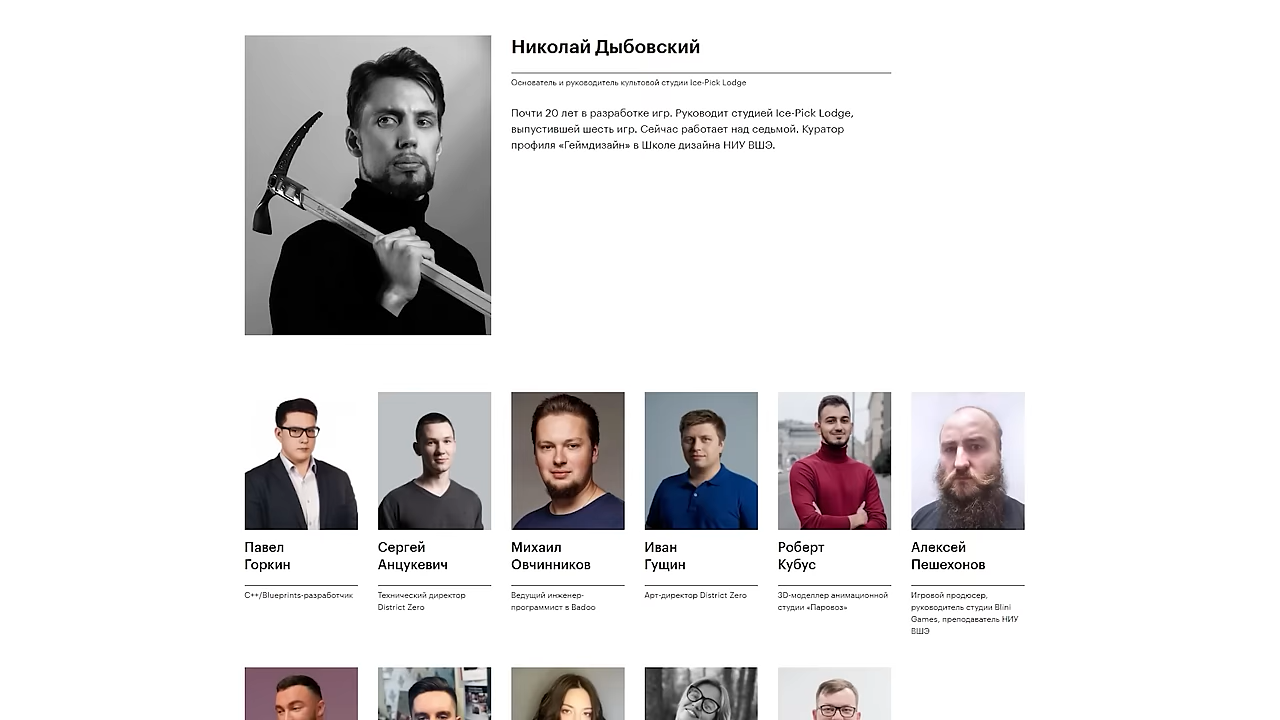 Николай Дыбовский
Основатель и руководитель культовой студии Ice-Pick Lodge
Почти 20 лет в разработке игр. Руководит студией Ice-Pick Lodge,
выпустившей шесть игр. Сейчас работает над седьмой. Куратор
профиля «Геймдизайн» в Школе дизайна НИУ ВШЭ.
Павел
Горкин
C++/Blueprints-разработчик
Сергей
Анцукевич
Технический директор
District Zero
Михаил
Овчинников
Ведущий инженер-
программист в Badoo
Иван
Гущин
Арт-директор District Zero
Роберт
Кубус
3D-моделлер анимационной
студии «Паровоз»
Алексей
Пешехонов
Игровой продюсер,
руководитель студии Blini
Games, преподаватель НИУ
ВШЭ